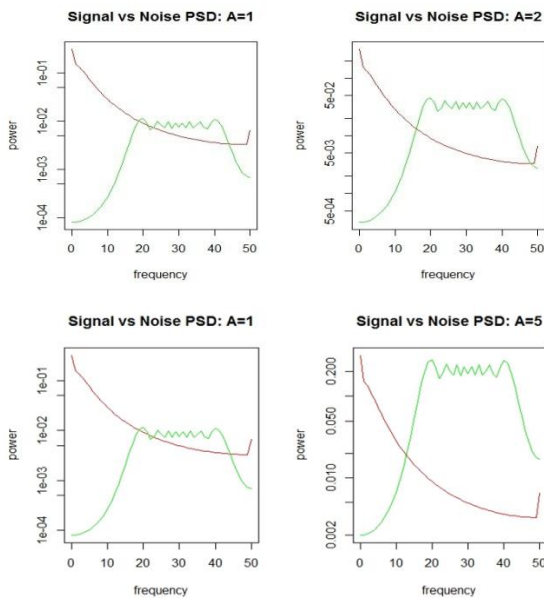 Signal vs Noise PSD: A=1
power
1e-01
1e-02
1e-03
1e-04
0 10 20 30 40 50
frequency
Signal vs Noise PSD: A=2
power
5e-02
5e-03
5e-04
0 10 20 30 40 50
frequency
Signal vs Noise PSD: A=1
power
1e-01
1e-02
1e-03
1e-04
0 10 20 30 40 50
frequency
Signal vs Noise PSD: A=5
power
0.200
0.050
0.010
0.002
0 10 20 30 40 50
frequency